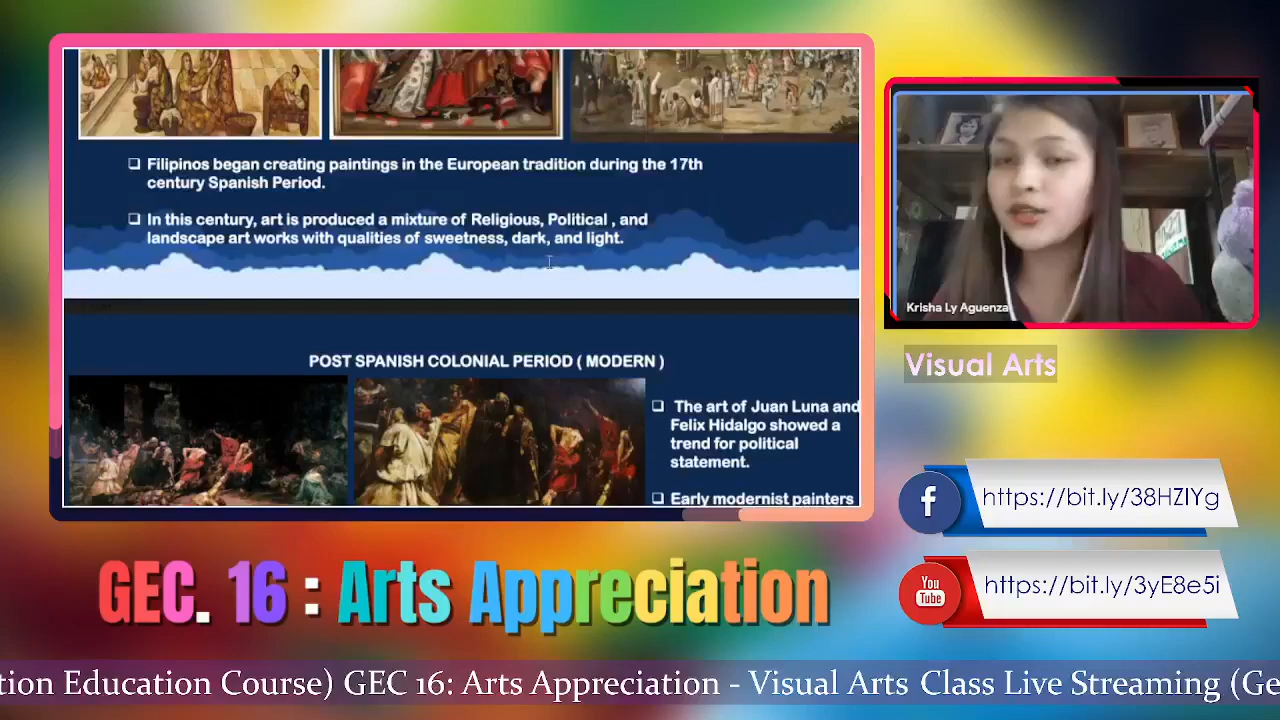 ❑ Filipinos began creating paintings in the European tradition during the 17th
century Spanish Period.
❑ In this century, art is produced a mixture of Religious, Political , and
landscape art works with qualities of sweetness, dark, and light.
POST SPANISH COLONIAL PERIOD ( MODERN )
❑ The art of Juan Luna and
Felix Hidalgo showed a
trend for political
statement.
❑ Early modernist painters
Krisha Ly Aguenza
Visual Arts
f
https://bit.ly/38HZIYg
You
Tube
https://bit.ly/3yE8e5i
GEC. 16 : Arts Appreciation
tion Education Course) GEC 16: Arts Appreciation - Visual Arts Class Live Streaming (Ge